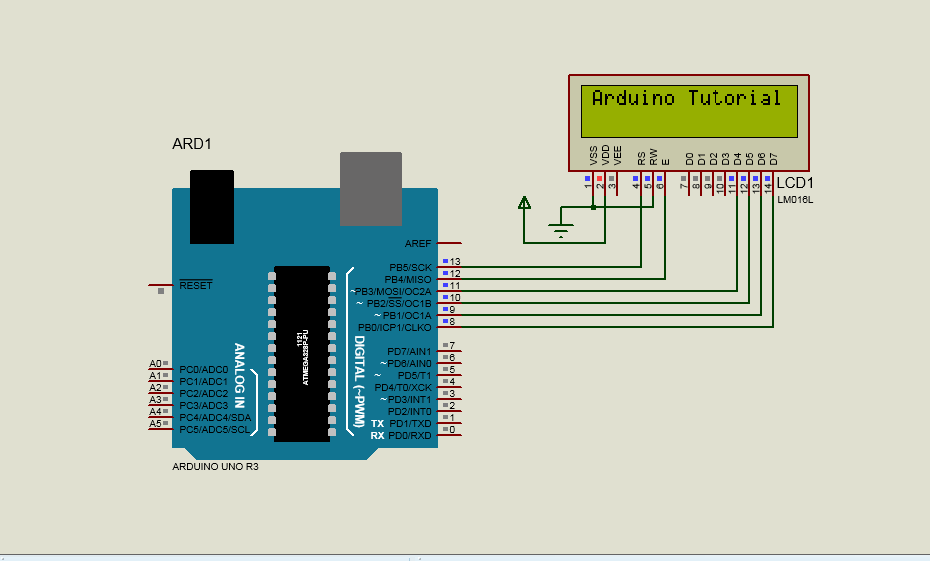 Arduino Tutorial
ARD1
VSS
VDD
VEE
RS
RW
E
D0
D1
D2
D3
D4
D5
D6
D7
1
2
3
4
5
6
7
8
9
10
11
12
13
14
LCD1
LM016L
AREF
RESET
PB5/SCK 13
PB4/MISO 12
~PB3/MOSI/OC2A 11
~ PB2/SS/OC1B 10
~ PB1/OC1A 9
PB0/ICP1/CLKO 8
1121
ATMEGA328P-PU
ANALOG IN
DIGITAL (~PWM)
PD7/AIN1 7
~PD6/AIN0 6
~ PD5/T1 5
PD4/T0/XCK 4
~PD3/INT1 3
PD2/INT0 2
TX PD1/TXD 1
RX PD0/RXD 0
A0 PC0/ADC0
A1 PC1/ADC1
A2 PC2/ADC2
A3 PC3/ADC3
A4 PC4/ADC4/SDA
A5 PC5/ADC5/SCL
ARDUINO UNO R3